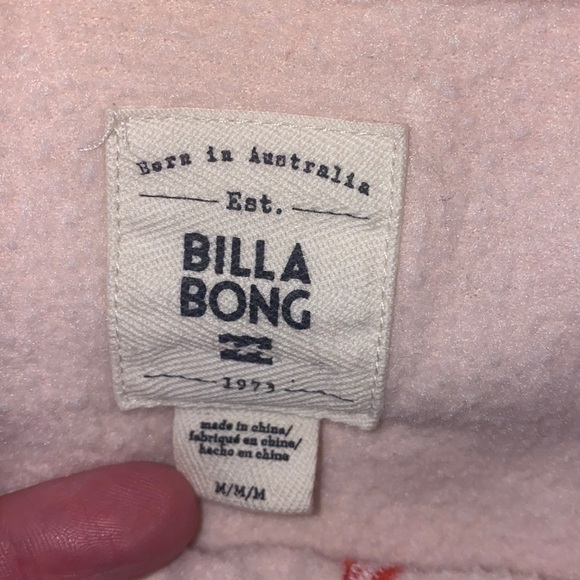 Born in Australia
Est.
BILLA
BONG
1973
made in china/
fabriqué en chine/
hecho en china
M/M/M